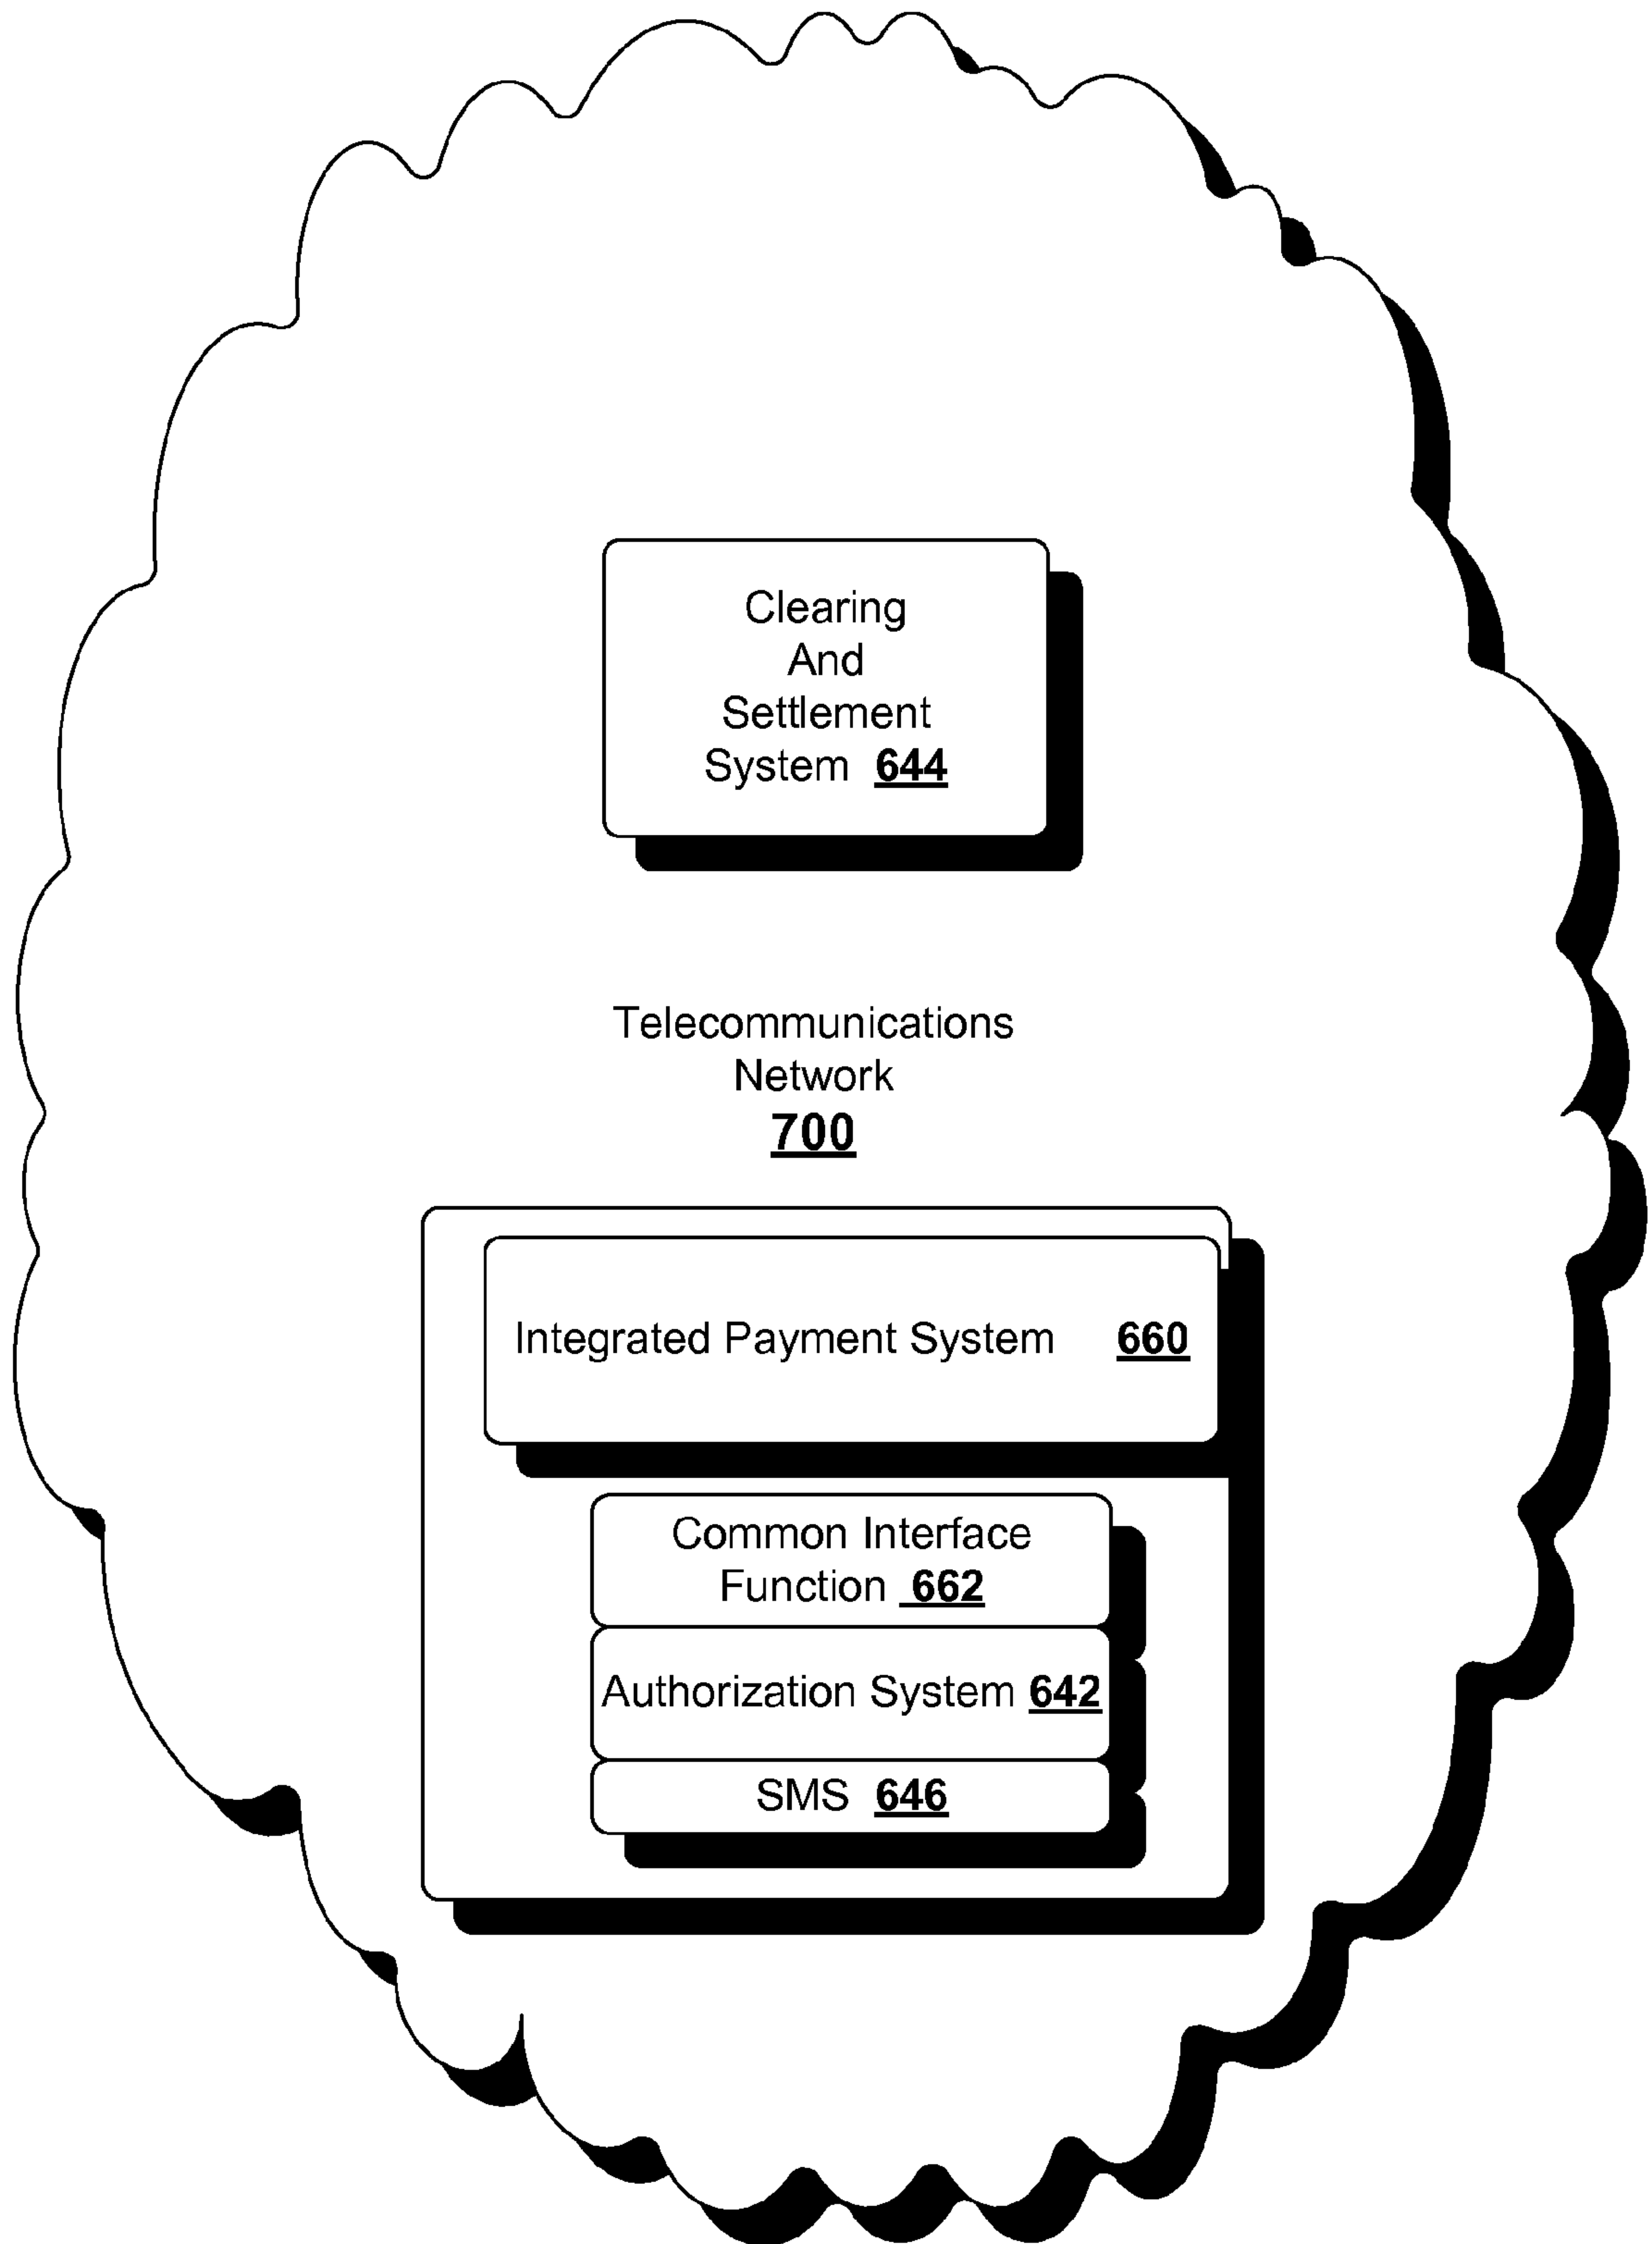 Clearing
And
Settlement
System 644
Telecommunications
Network
700
Integrated Payment System 660
Common Interface
Function 662
Authorization System 642
SMS 646